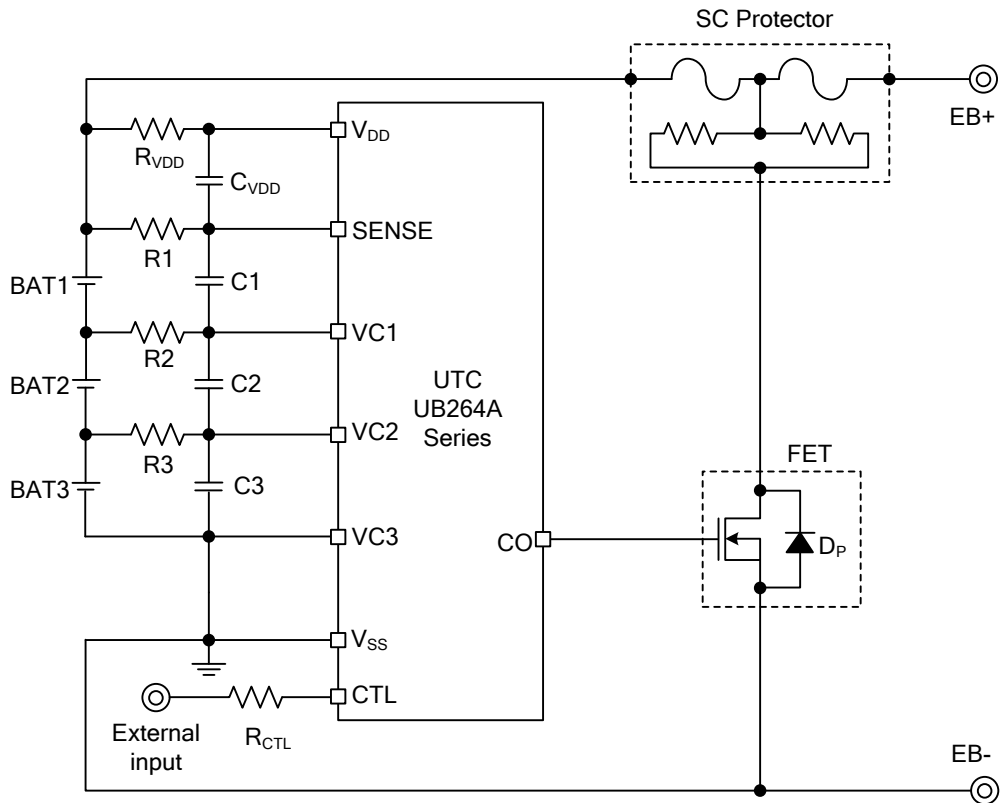 SC Protector
EB+
VDD
RVDD
CVDD
SENSE
R1
BAT1
C1
VC1
R2
UTC
UB264A
Series
BAT2
C2
VC2
R3
FET
BAT3
C3
VC3
CO
DP
VSS
CTL
External
input
RCTL
EB-